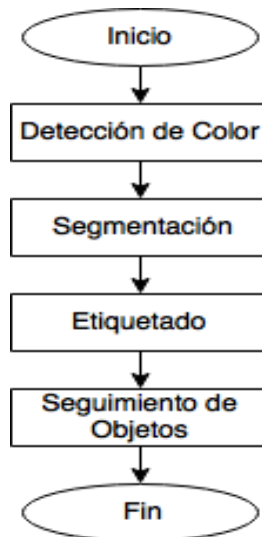 Inicio
Detección de Color
Segmentación
Etiquetado
Seguimiento de
Objetos
Fin